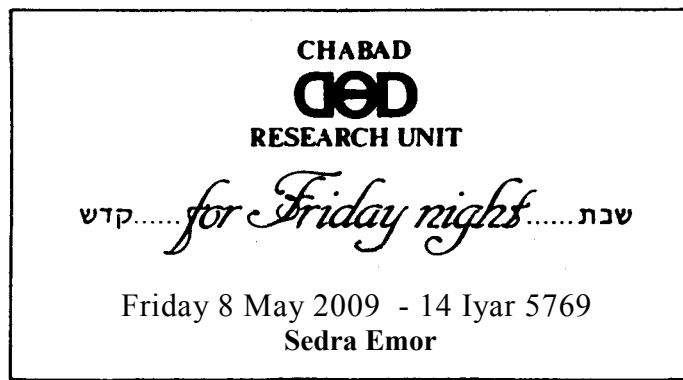 CHABAD
RESEARCH UNIT
קדש......for Friday night......שבת
Friday 8 May 2009 - 14 Iyar 5769
Sedra Emor